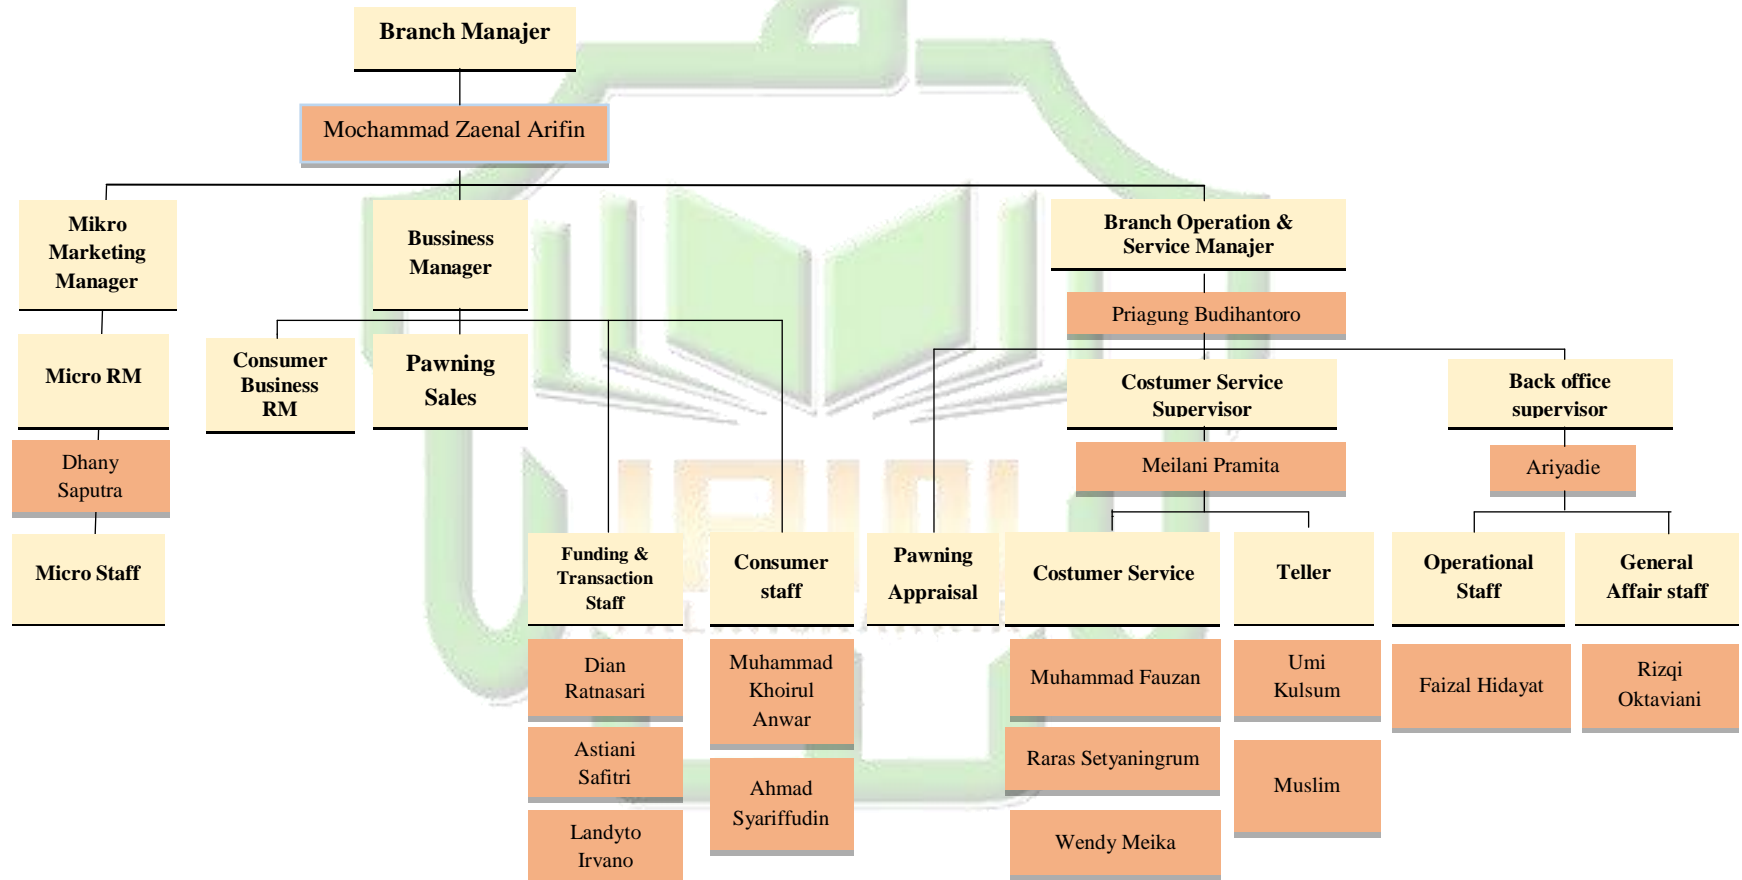 Branch Manajer
Mochammad Zaenal Arifin
Mikro
Marketing
Manager
Bussiness
Manager
Branch Operation &
Service Manajer
Priagung Budihantoro
Micro RM
Consumer
Business
RM
Pawning
Sales
Costumer Service
Supervisor
Back office
supervisor
Dhany
Saputra
Meilani Pramita
Ariyadie
Micro Staff
Funding &
Transaction
Staff
Consumer
staff
Pawning
Appraisal
Costumer Service
Teller
Operational
Staff
General
Affair staff
Dian
Ratnasari
Muhammad
Khoirul
Anwar
Muhammad Fauzan
Umi
Kulsum
Faizal Hidayat
Rizqi
Oktaviani
Astiani
Safitri
Ahmad
Syariffudin
Raras Setyaningrum
Muslim
Landyto
Irvano
Wendy Meika